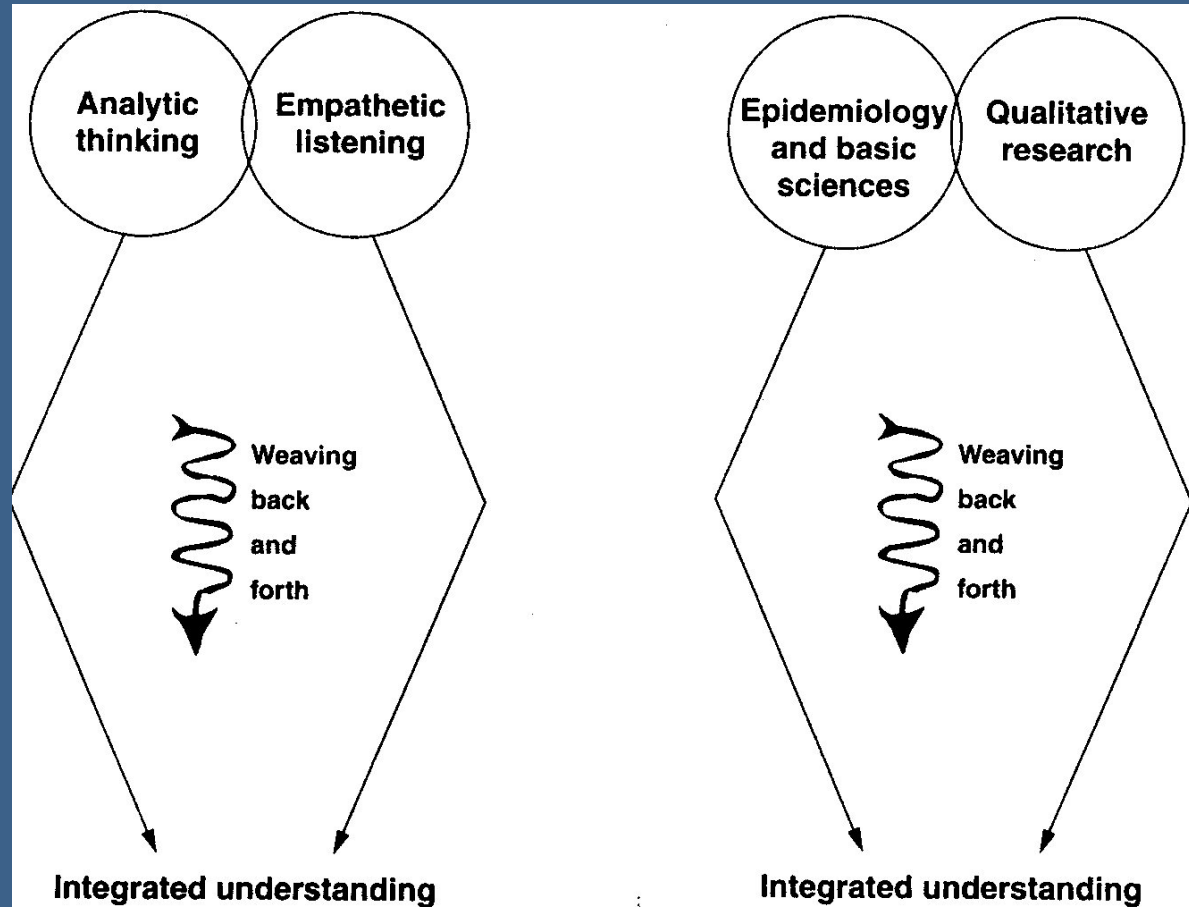 Analytic
thinking
Empathetic
listening
Weaving
back
and
forth
Integrated understanding
Epidemiology
and basic
sciences
Qualitative
research
Weaving
back
and
forth
Integrated understanding